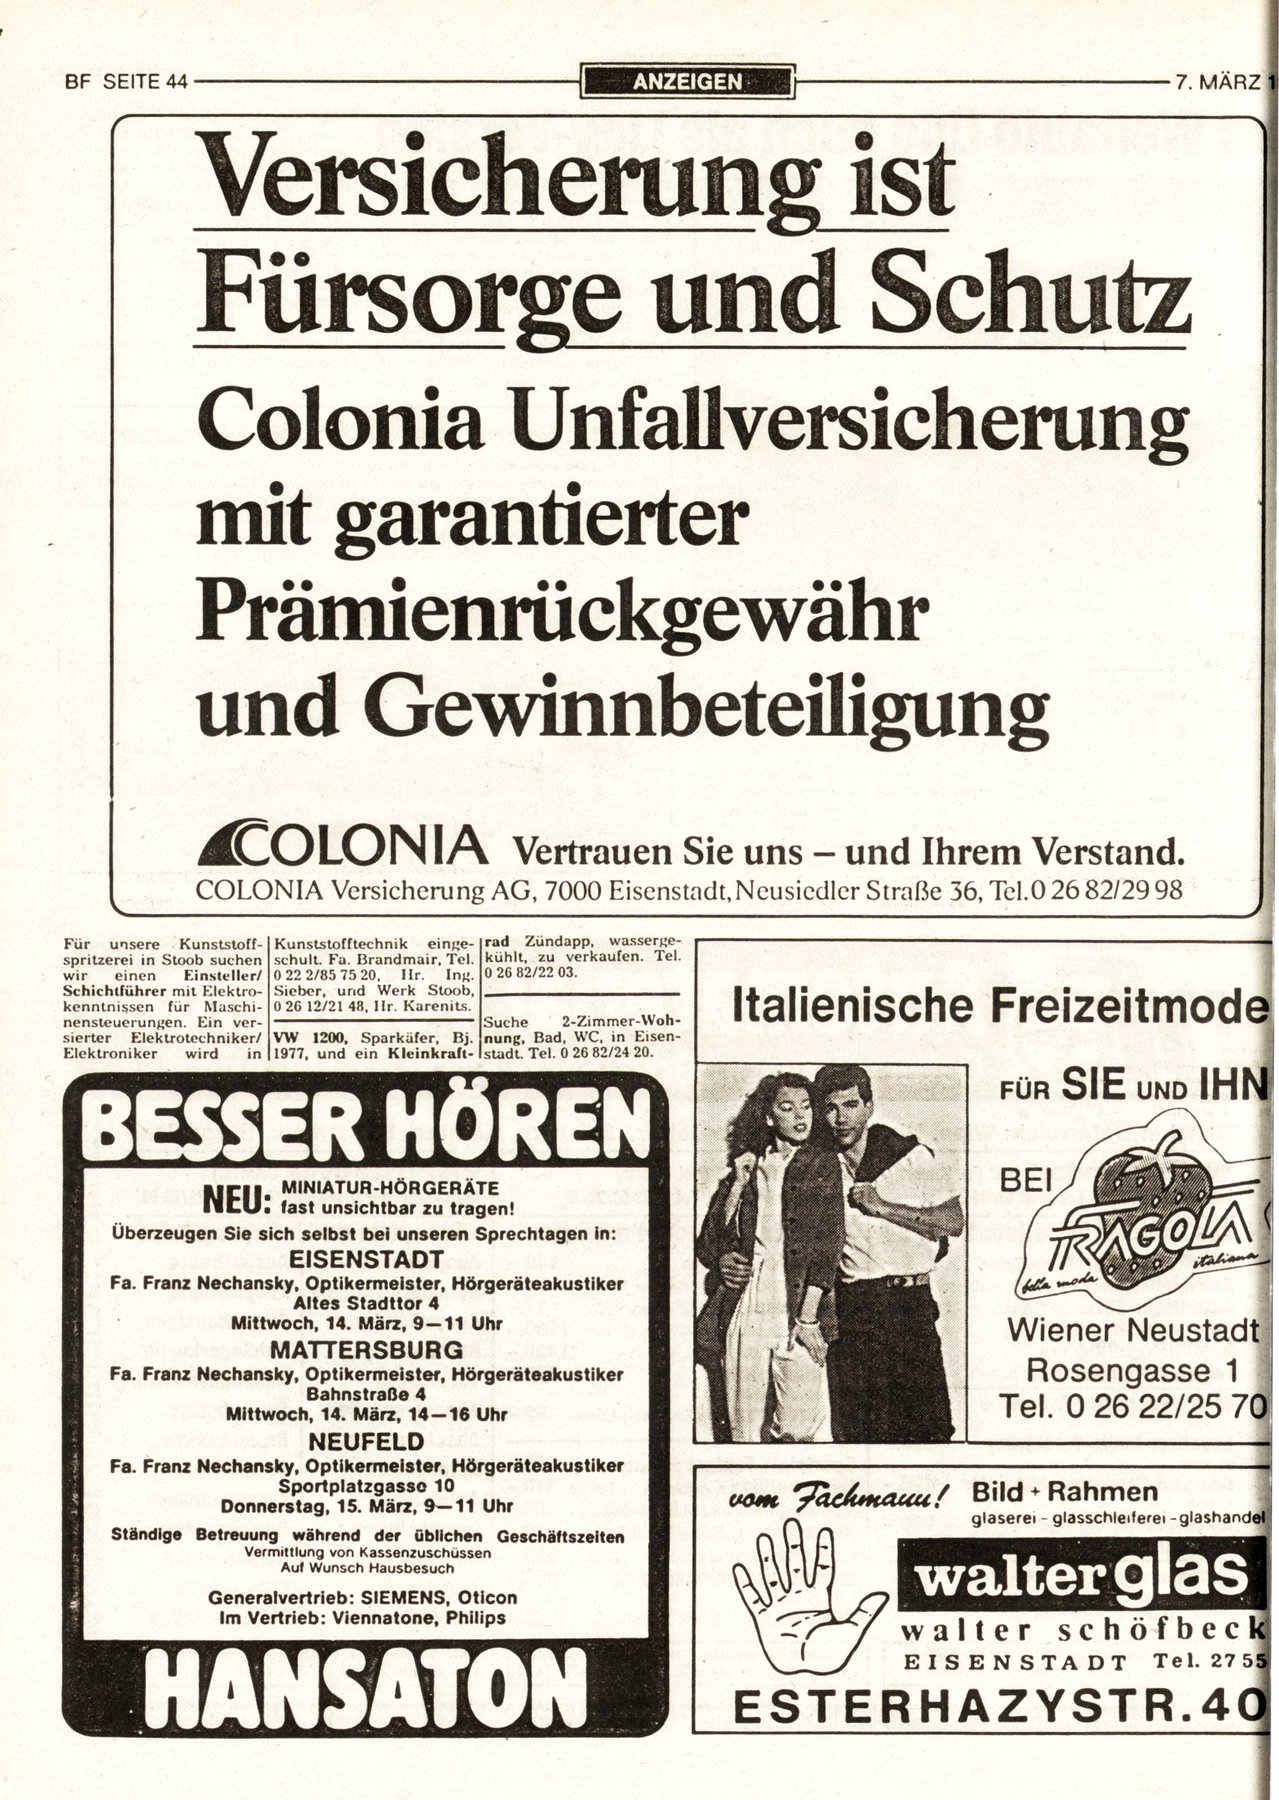 BF SEITE 44
ANZEIGEN
7. MÄRZ
Versicherung ist
Fürsorge und Schutz
Colonia Unfallversicherung
mit garantierter
Prämienrückgewähr
und Gewinnbeteiligung
COLONIA Vertrauen Sie uns – und Ihrem Verstand.
COLONIA Versicherung AG, 7000 Eisenstadt, Neusiedler Straße 36, Tel. 0 26 82/29 98
Für unsere Kunststoff-
spritzerei in Stoob suchen
wir einen Einsteller/
Schichtführer mit Elektro-
kenntnissen für Maschi-
nensteuerungen. Ein ver-
sierter Elektrotechniker/
Elektroniker wird in
Kunststofftechnik einge-
schult. Fa. Brandmair, Tel.
0 22 2/85 75 20, Hr. Ing.
Sieber, und Werk Stoob,
0 26 12/21 48, Hr. Karenits.
VW 1200, Sparkäfer, Bj.
1977, und ein Kleinkraft-
rad Zündapp, wasserge-
kühlt, zu verkaufen. Tel.
0 26 82/22 03.
Suche 2-Zimmer-Woh-
nung, Bad, WC, in Eisen-
stadt. Tel. 0 26 82/24 20.
BESSER HÖREN
NEU: MINIATUR-HÖRGERÄTE
fast unsichtbar zu tragen!
Überzeugen Sie sich selbst bei unseren Sprechtagen in:
EISENSTADT
Fa. Franz Nechansky, Optikermeister, Hörgeräteakustiker
Altes Stadttor 4
Mittwoch, 14. März, 9—11 Uhr
MATTERSBURG
Fa. Franz Nechansky, Optikermeister, Hörgeräteakustiker
Bahnstraße 4
Mittwoch, 14. März, 14—16 Uhr
NEUFELD
Fa. Franz Nechansky, Optikermeister, Hörgeräteakustiker
Sportplatzgasse 10
Donnerstag, 15. März, 9—11 Uhr
Ständige Betreuung während der üblichen Geschäftszeiten
Vermittlung von Kassenzuschüssen
Auf Wunsch Hausbesuch
Generalvertrieb: SIEMENS, Oticon
Im Vertrieb: Viennatone, Philips
HANSATON
Italienische Freizeitmode
FÜR SIE UND IHN
BEI
FRAGOLA
bella moda italiana
Wiener Neustadt
Rosengasse 1
Tel. 0 26 22/25 70
vom Fachmann!
Bild + Rahmen
glaserei - glasschleiferei - glashandel
walter glas
walter schöfbeck
EISENSTADT Tel. 27 55
ESTERHAZYSTR. 40